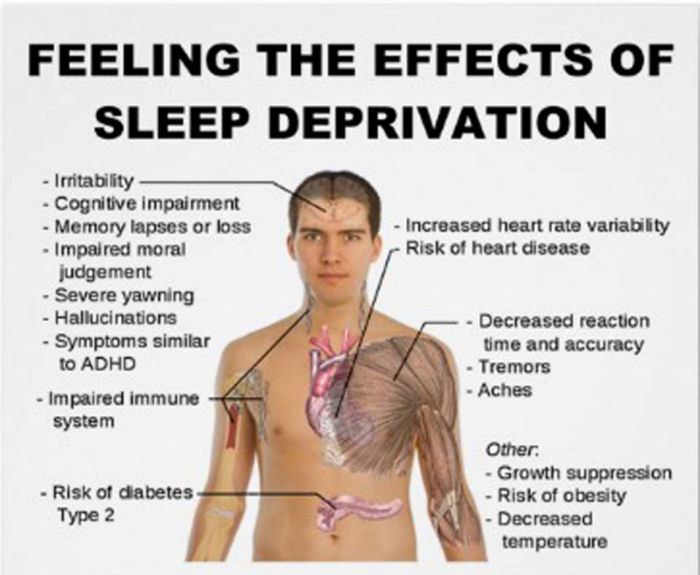 FEELING THE EFFECTS OF
SLEEP DEPRIVATION
- Irritability
- Cognitive impairment
- Memory lapses or loss
- Impaired moral
judgement
- Severe yawning
- Hallucinations
- Symptoms similar
to ADHD
- Impaired immune
system
- Risk of diabetes
Type 2
- Increased heart rate variability
- Risk of heart disease
- Decreased reaction
time and accuracy
- Tremors
- Aches
Other:
- Growth suppression
- Risk of obesity
- Decreased
temperature